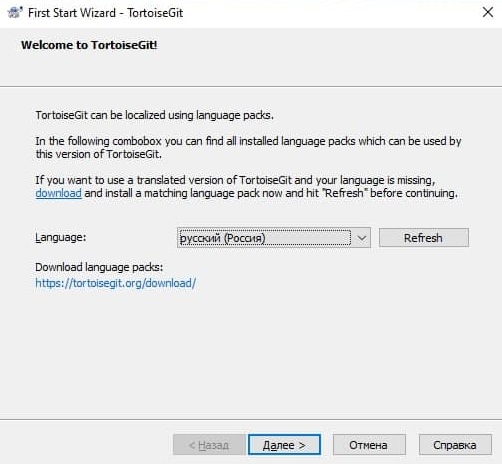 First Start Wizard - TortoiseGit
Welcome to TortoiseGit!
TortoiseGit can be localized using language packs.
In the following combobox you can find all installed language packs which can be used by
this version of TortoiseGit.
If you want to use a translated version of TortoiseGit and your language is missing,
download and install a matching language pack now and hit "Refresh" before continuing.
Language:
русский (Россия)
Refresh
Download language packs:
https://tortoisegit.org/download/
< Назад
Далее >
Отмена
Справка